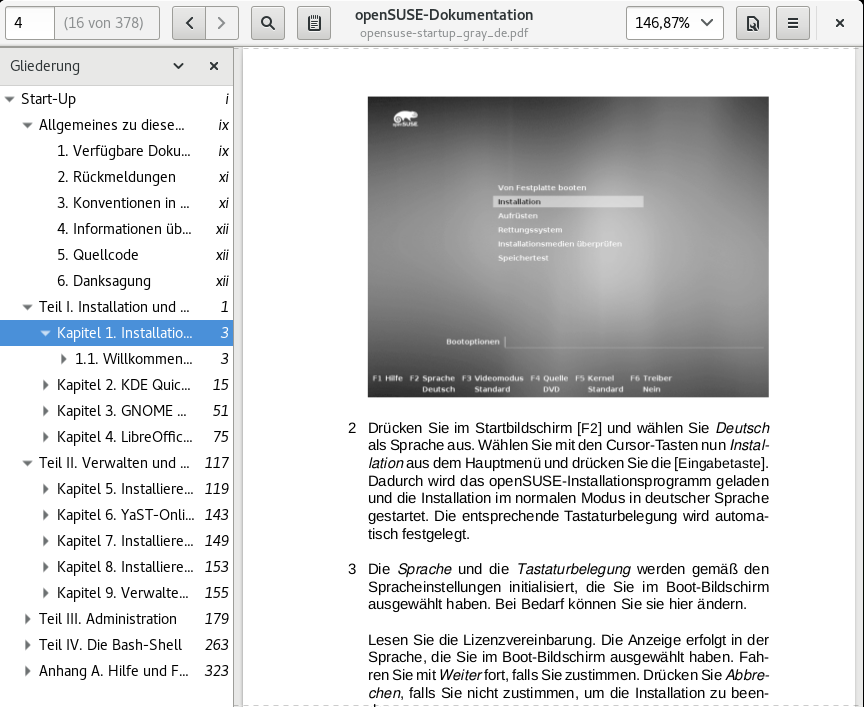 4
(16 von 378)
openSUSE-Dokumentation
opensuse-startup_gray_de.pdf
146,87%
Gliederung
Start-Up i
Allgemeines zu diese... ix
1. Verfügbare Doku... ix
2. Rückmeldungen xi
3. Konventionen in ... xi
4. Informationen üb... xii
5. Quellcode xii
6. Danksagung xii
Teil I. Installation und ... 1
Kapitel 1. Installatio... 3
1.1. Willkommen... 3
Kapitel 2. KDE Quic... 15
Kapitel 3. GNOME ... 51
Kapitel 4. LibreOffic... 75
Teil II. Verwalten und ... 117
Kapitel 5. Installiere... 119
Kapitel 6. YaST-Onli... 143
Kapitel 7. Installiere... 149
Kapitel 8. Installiere... 153
Kapitel 9. Verwalte... 155
Teil III. Administration 179
Teil IV. Die Bash-Shell 263
Anhang A. Hilfe und F... 323
openSUSE
Von Festplatte booten
Installation
Aufrüsten
Rettungssystem
Installationsmedien überprüfen
Speichertest
Bootoptionen
F1 Hilfe F2 Sprache F3 Videomodus F4 Quelle F5 Kernel F6 Treiber
Deutsch Standard DVD Standard Nein
2 Drücken Sie im Startbildschirm [F2] und wählen Sie Deutsch
als Sprache aus. Wählen Sie mit den Cursor-Tasten nun Instal-
lation aus dem Hauptmenü und drücken Sie die [Eingabetaste].
Dadurch wird das openSUSE-Installationsprogramm geladen
und die Installation im normalen Modus in deutscher Sprache
gestartet. Die entsprechende Tastaturbelegung wird automa-
tisch festgelegt.
3 Die Sprache und die Tastaturbelegung werden gemäß den
Spracheinstellungen initialisiert, die Sie im Boot-Bildschirm
ausgewählt haben. Bei Bedarf können Sie sie hier ändern.
Lesen Sie die Lizenzvereinbarung. Die Anzeige erfolgt in der
Sprache, die Sie im Boot-Bildschirm ausgewählt haben. Fah-
ren Sie mit Weiter fort, falls Sie zustimmen. Drücken Sie Abbre-
chen, falls Sie nicht zustimmen, um die Installation zu been-